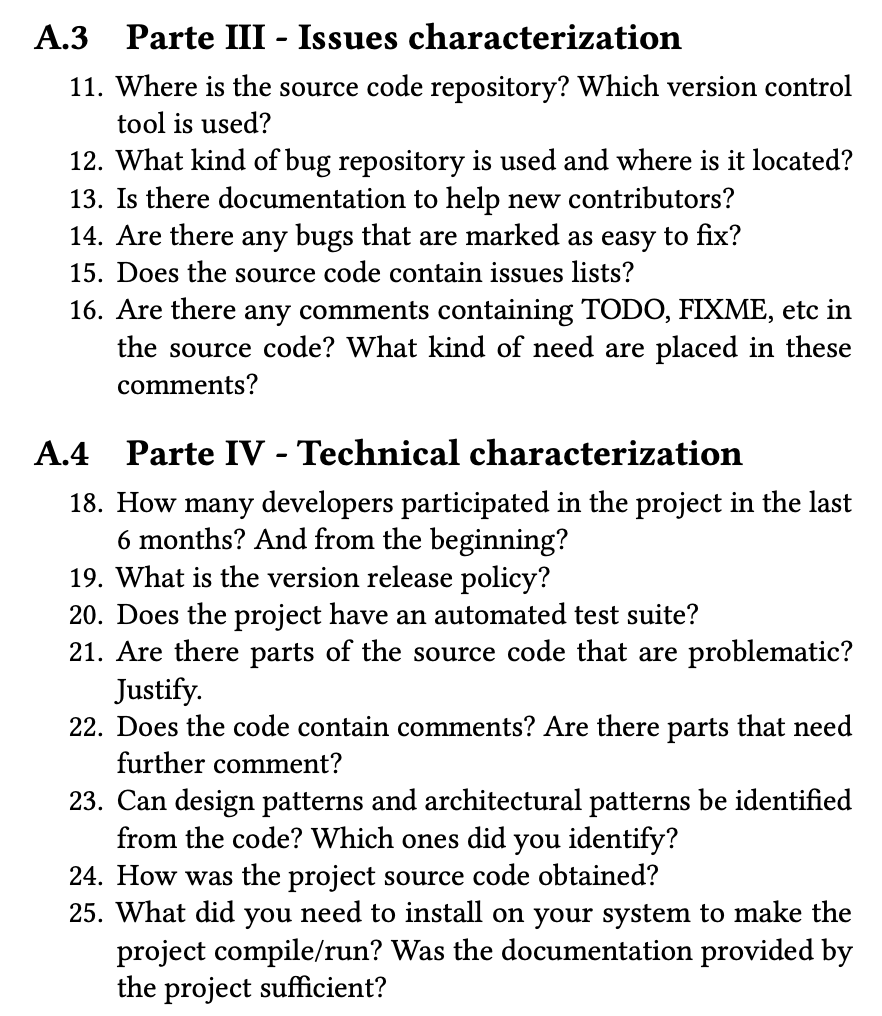 A.3 Parte III - Issues characterization
11. Where is the source code repository? Which version control
tool is used?
12. What kind of bug repository is used and where is it located?
13. Is there documentation to help new contributors?
14. Are there any bugs that are marked as easy to fix?
15. Does the source code contain issues lists?
16. Are there any comments containing TODO, FIXME, etc in
the source code? What kind of need are placed in these
comments?
A.4 Parte IV - Technical characterization
18. How many developers participated in the project in the last
6 months? And from the beginning?
19. What is the version release policy?
20. Does the project have an automated test suite?
21. Are there parts of the source code that are problematic?
Justify.
22. Does the code contain comments? Are there parts that need
further comment?
23. Can design patterns and architectural patterns be identified
from the code? Which ones did you identify?
24. How was the project source code obtained?
25. What did you need to install on your system to make the
project compile/run? Was the documentation provided by
the project sufficient?